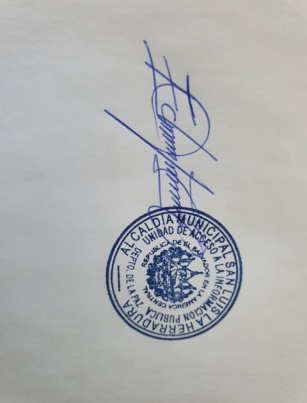 ALCALDÍA MUNICIPAL SAN LUIS LA HERRADURA
DEPTO. DE LA PAZ
UNIDAD DE ACCESO A LA INFORMACION PUBLICA
REPUBLICA DE EL SALVADOR EN LA AMERICA CENTRAL